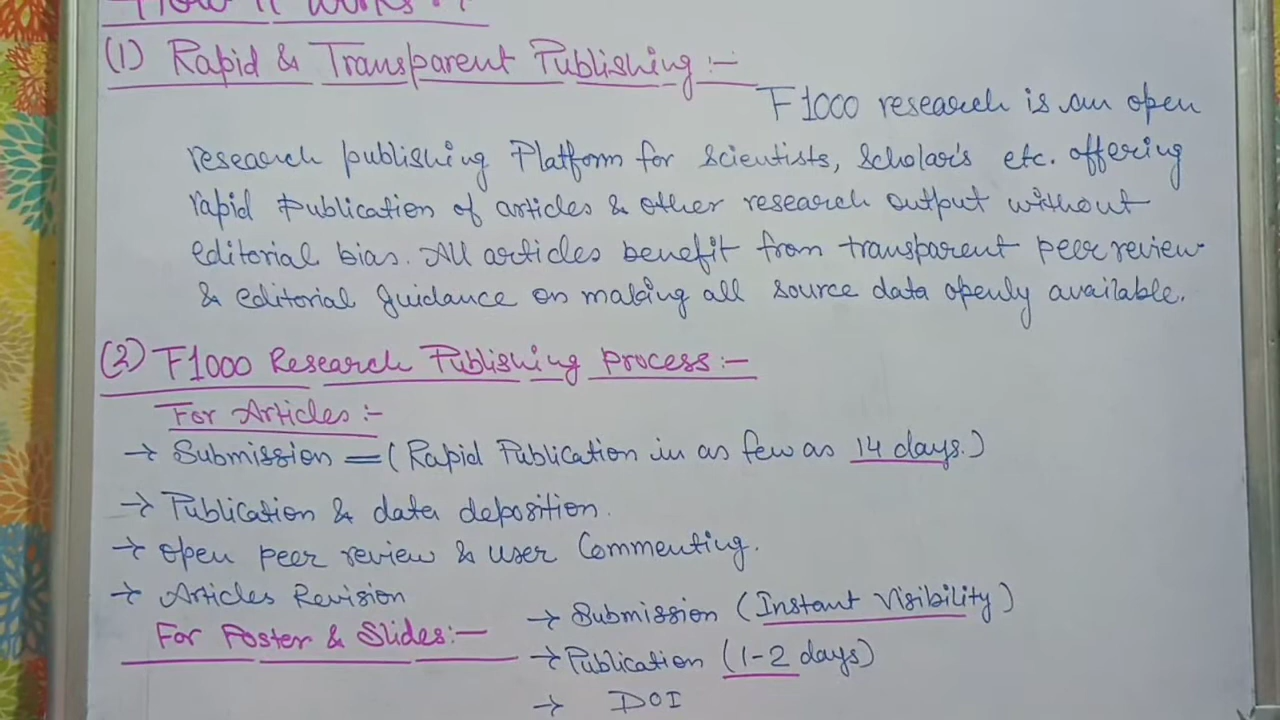 How it works :-
(1) Rapid & Transparent Publishing :-
F1000 research is an open
research publishing Platform for scientists, Scholar's etc. offering
rapid publication of articles & other research output without
editorial bias. All articles benefit from transparent peer review
& editorial guidance on making all source data openly available.
(2) F1000 Research Publishing process :-
For Articles :-
→ Submission = (Rapid Publication in as few as 14 days.)
→ Publication & data deposition.
→ open peer review & user Commenting.
→ Articles Revision
For Poster & Slides :-
→ Submission (Instant Visibility)
→ Publication (1-2 days)
→ DOI